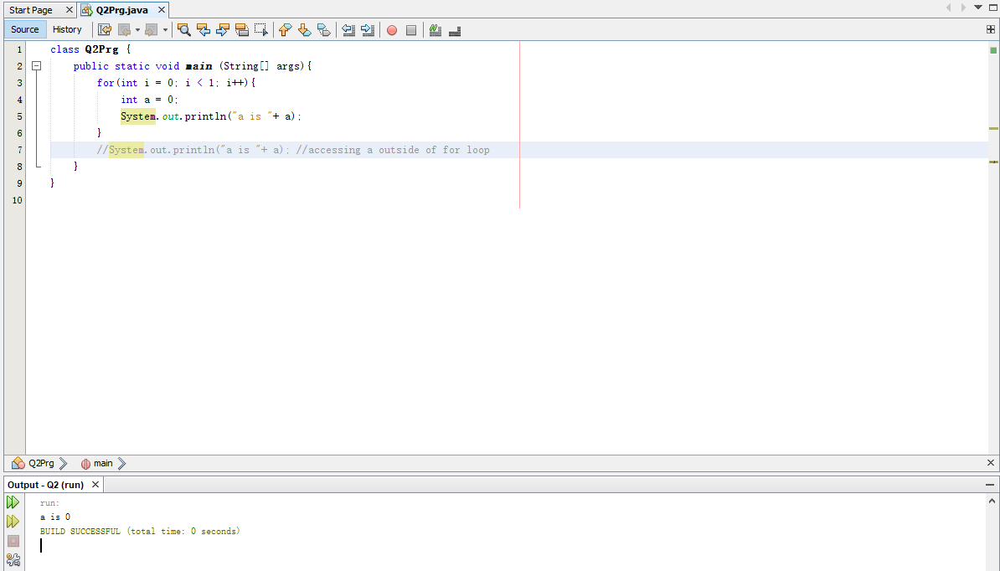 Start Page
Q2Prg.java
Source History
1 class Q2Prg {
2 public static void main (String[] args){
3 for(int i = 0; i < 1; i++){
4 int a = 0;
5 System.out.println("a is "+ a);
6 }
7 //System.out.println("a is "+ a); //accessing a outside of for loop
8 }
9 }
10
Q2Prg main
Output - Q2 (run)
run:
a is 0
BUILD SUCCESSFUL (total time: 0 seconds)